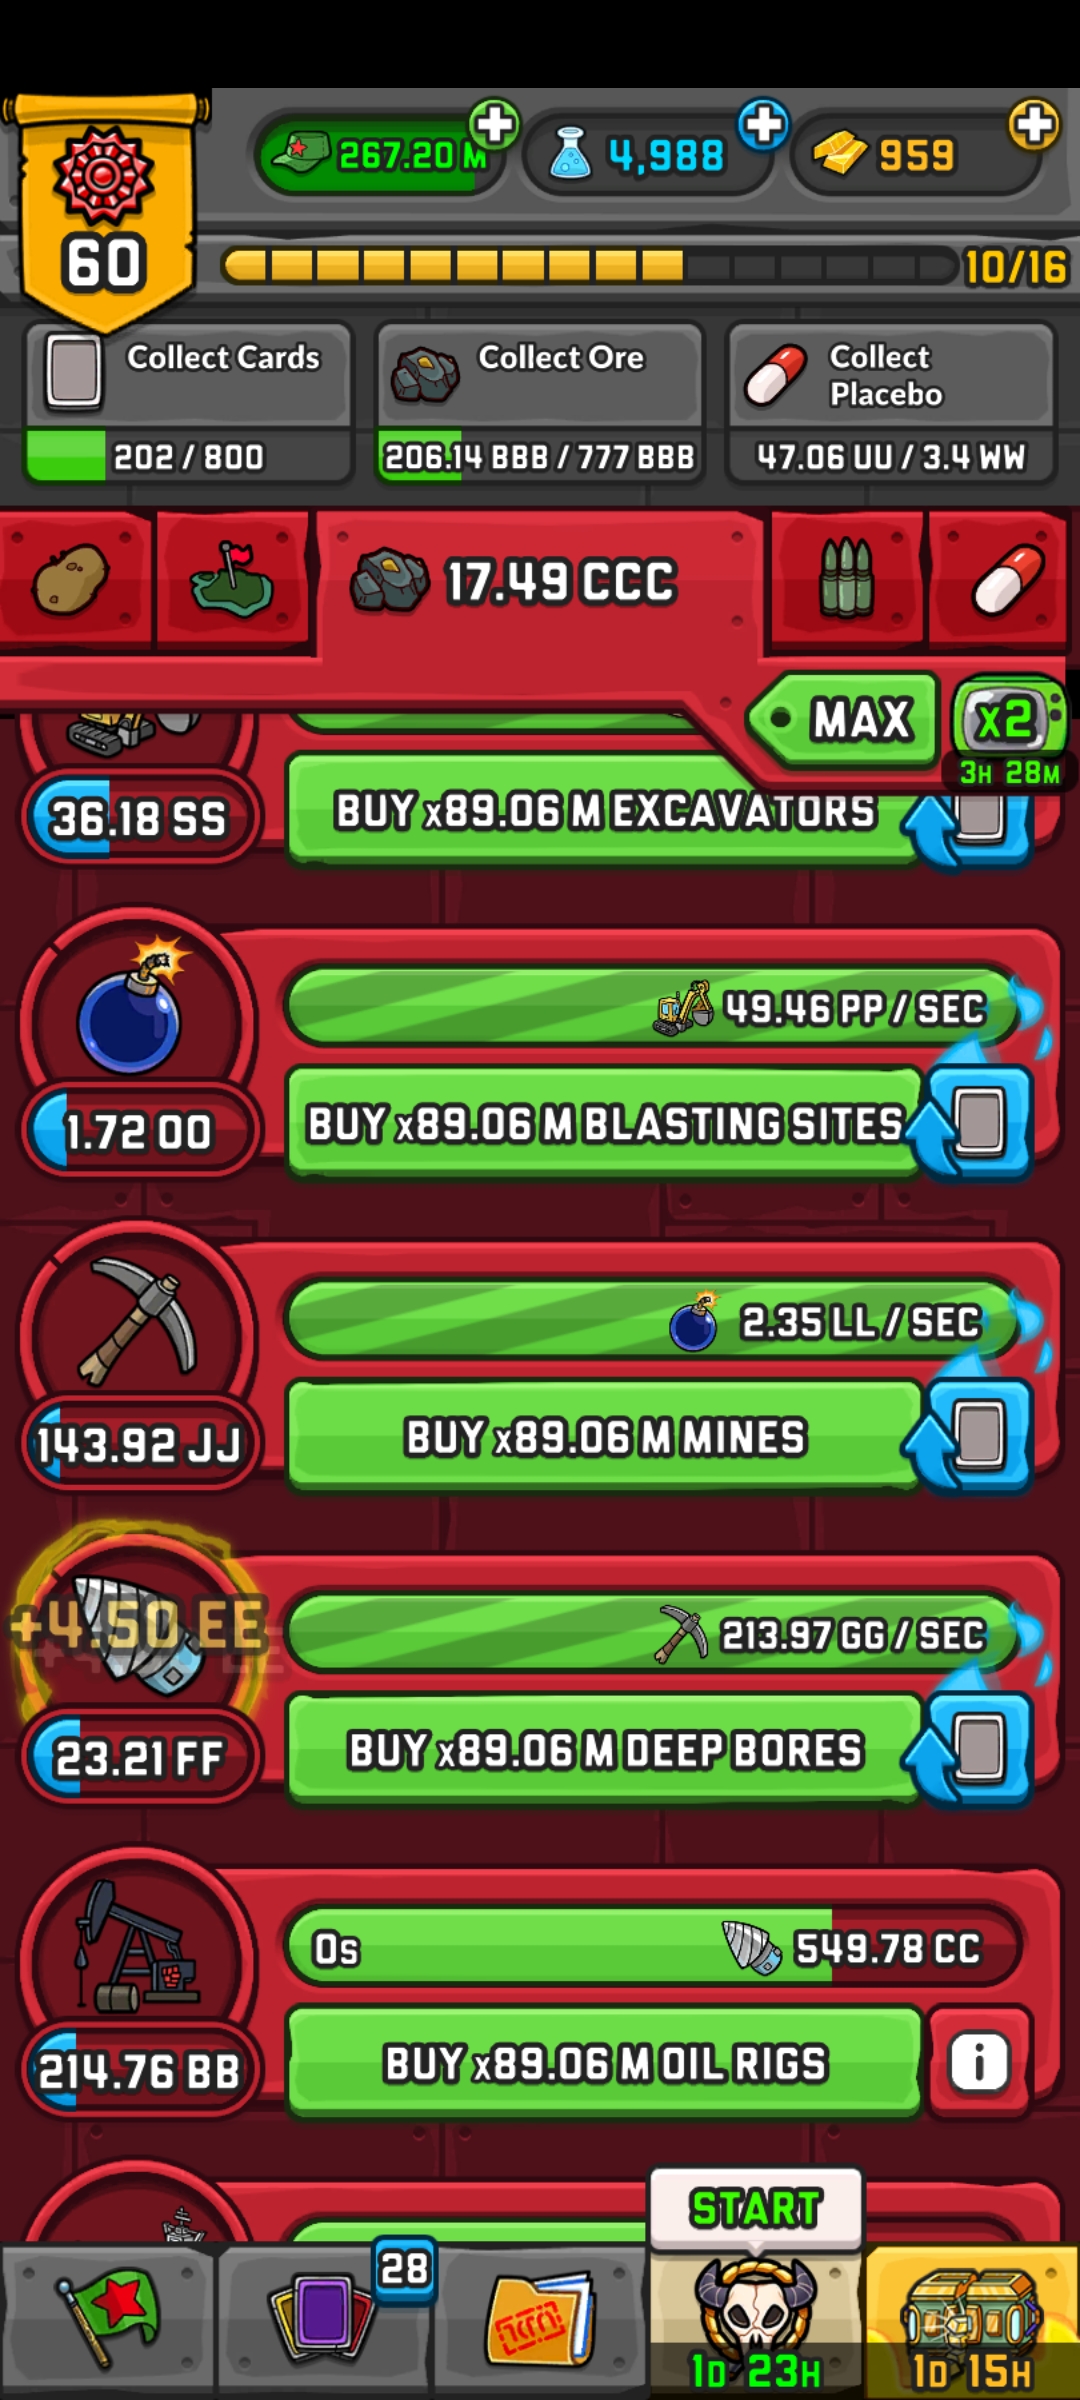 267.20 M
4,988
959
60
10/16
Collect Cards
202 / 800
Collect Ore
206.14 BBB / 777 BBB
Collect
Placebo
47.06 UU / 3.4 WW
17.49 CCC
MAX
x2
3H 28M
36.18 SS
BUY x89.06 M EXCAVATORS
49.46 PP / SEC
1.72 OO
BUY x89.06 M BLASTING SITES
2.35 LL / SEC
143.92 JJ
BUY x89.06 M MINES
+4.50 EE
213.97 GG / SEC
23.21 FF
BUY x89.06 M DEEP BORES
0s
549.78 CC
214.76 BB
BUY x89.06 M OIL RIGS
i
START
28
1D 23H
1D 15H